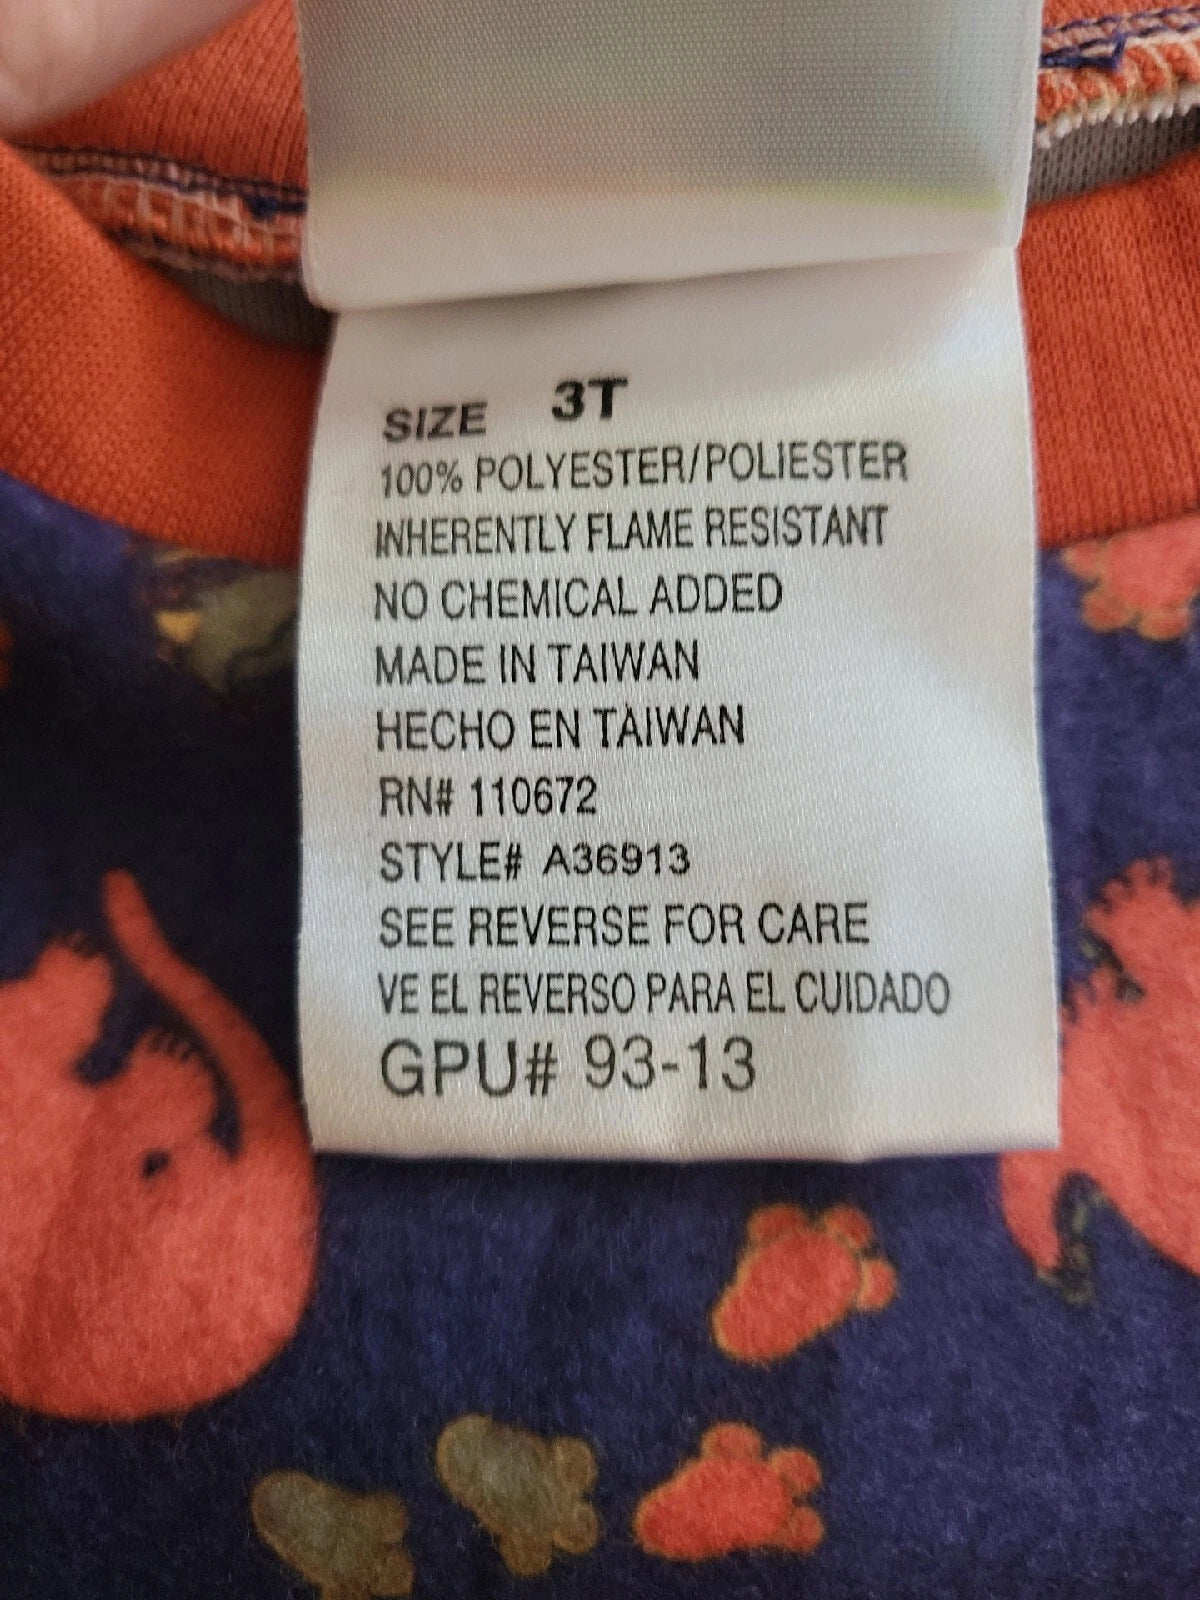 SIZE 3T
100% POLYESTER/POLIESTER
INHERENTLY FLAME RESISTANT
NO CHEMICAL ADDED
MADE IN TAIWAN
HECHO EN TAIWAN
RN# 110672
STYLE# A36913
SEE REVERSE FOR CARE
VE EL REVERSO PARA EL CUIDADO
GPU# 93-13